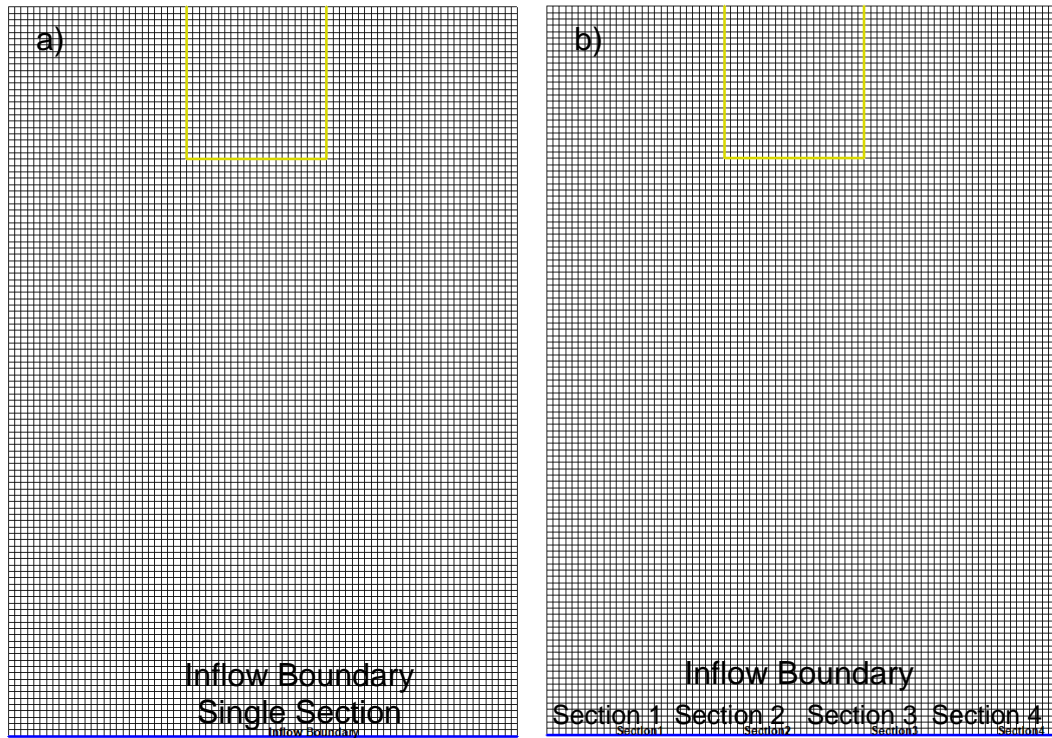 a)
Inflow Boundary
Single Section
Inflow Boundary
b)
Inflow Boundary
Section 1 Section 2 Section 3 Section 4
Section1 Section2 Section3 Section4